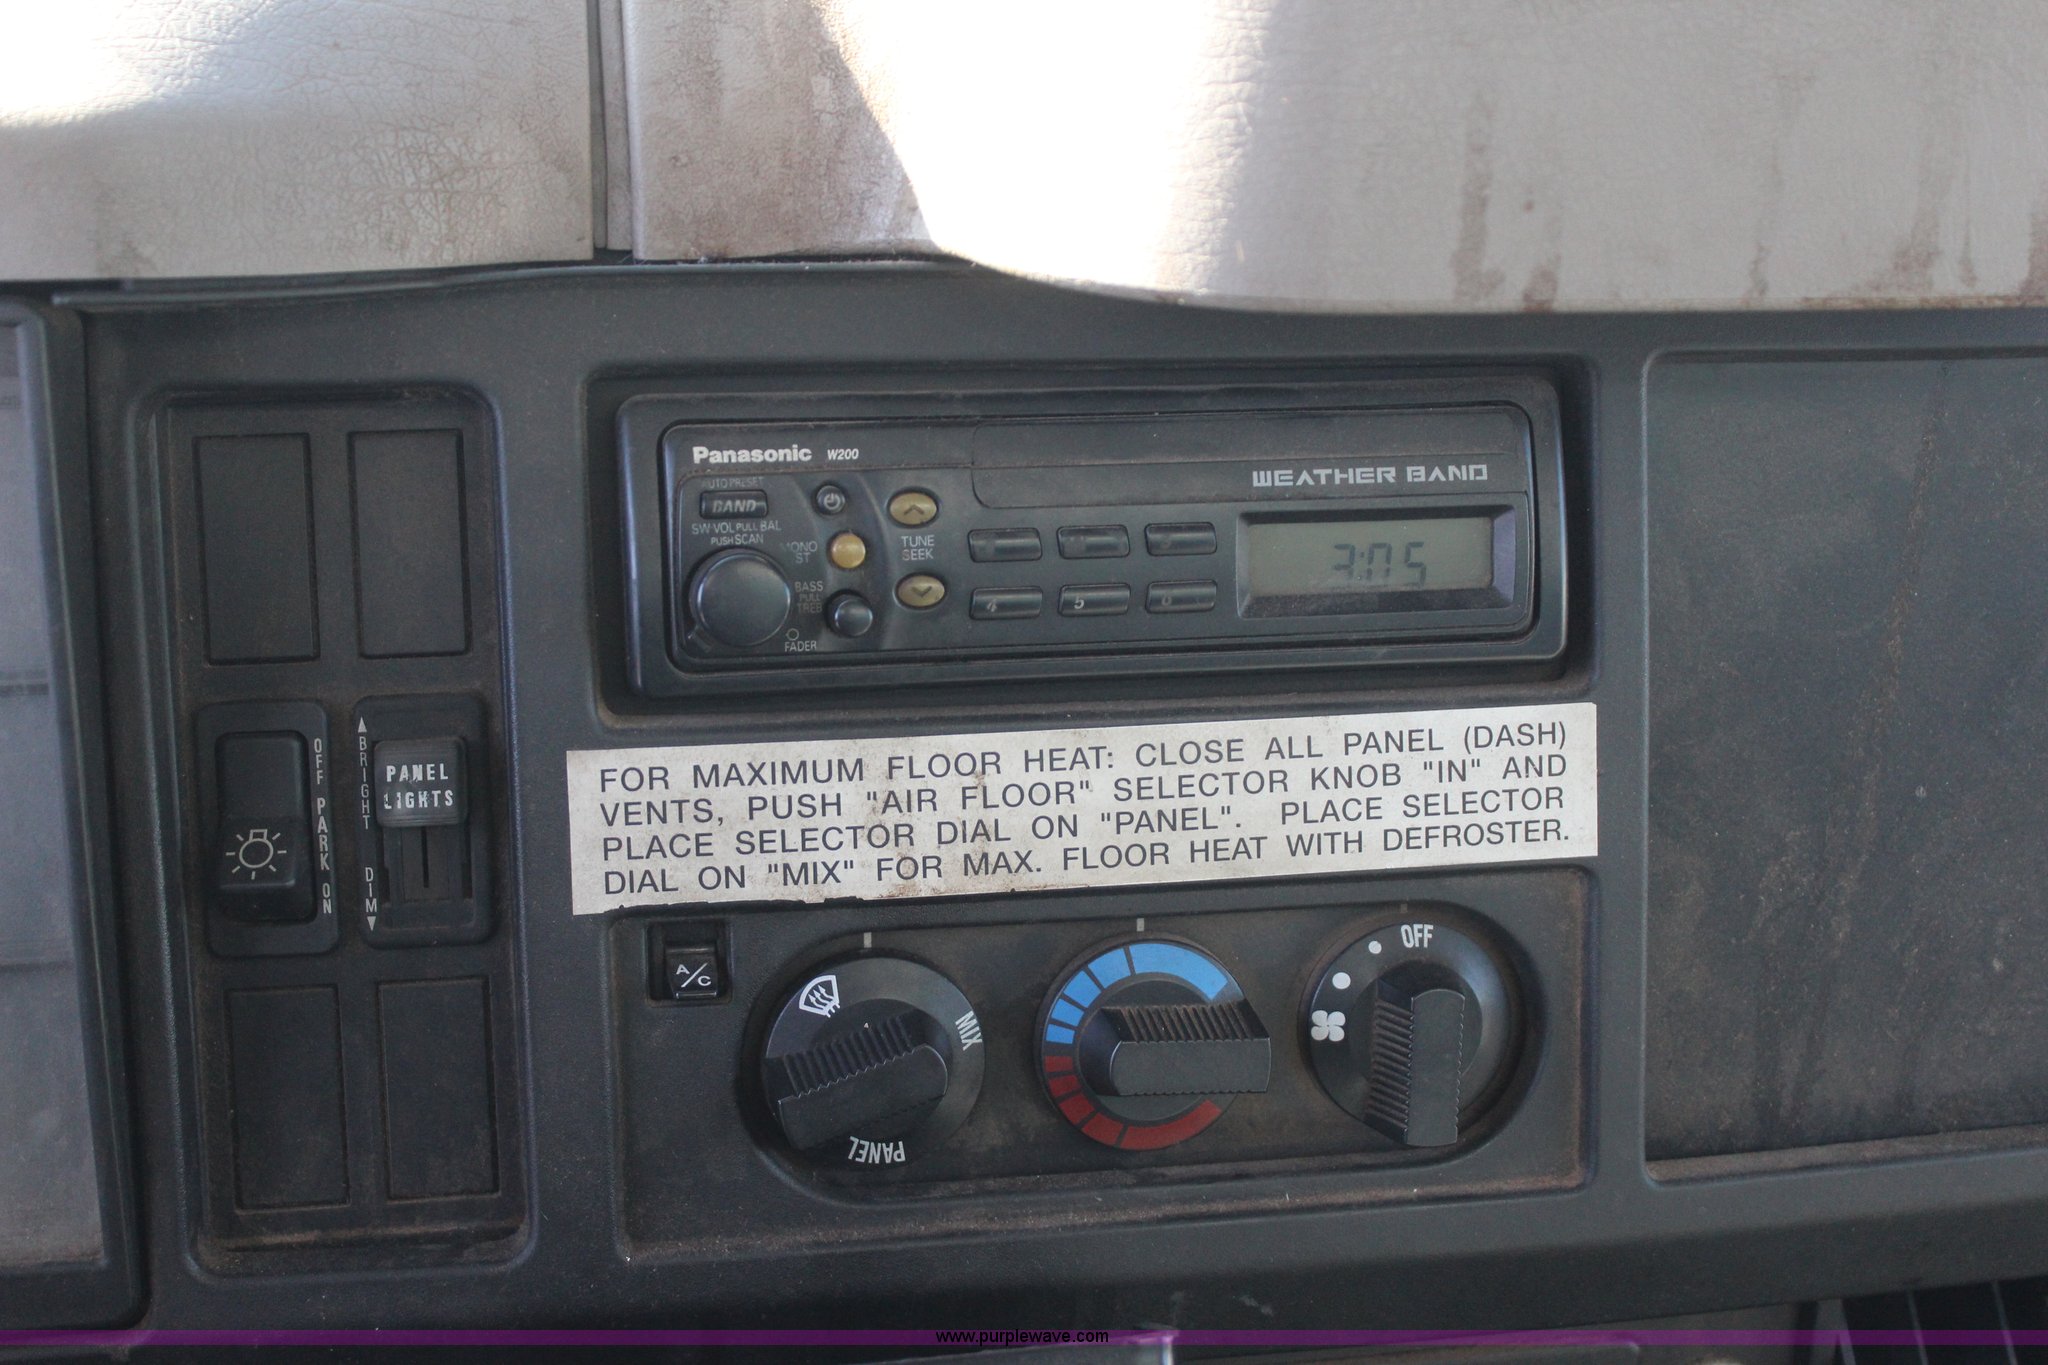 Panasonic W200
AUTO PRESET
BAND
SW VOL PULL BAL
PUSH SCAN
MONO
ST
BASS
PULL
TREB
FADER
TUNE
SEEK
WEATHER BAND
3:05
4 5 6
OFF PARK ON
BRIGHT DIM
PANEL
LIGHTS
FOR MAXIMUM FLOOR HEAT: CLOSE ALL PANEL (DASH)
VENTS, PUSH "AIR FLOOR" SELECTOR KNOB "IN" AND
PLACE SELECTOR DIAL ON "PANEL". PLACE SELECTOR
DIAL ON "MIX" FOR MAX. FLOOR HEAT WITH DEFROSTER.
A/C
MIX
PANEL
OFF
www.purplewave.com